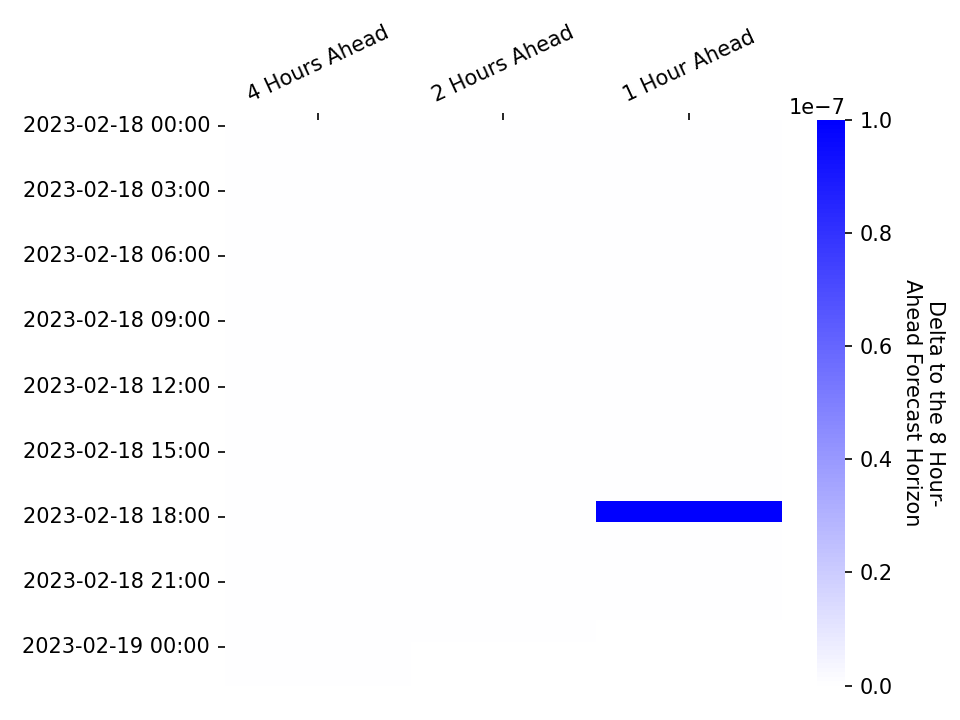 4 Hours Ahead
2 Hours Ahead
1 Hour Ahead
1e−7
2023-02-18 00:00
2023-02-18 03:00
2023-02-18 06:00
2023-02-18 09:00
2023-02-18 12:00
2023-02-18 15:00
2023-02-18 18:00
2023-02-18 21:00
2023-02-19 00:00
1.0
0.8
0.6
0.4
0.2
0.0
Delta to the 8 Hour-
Ahead Forecast Horizon